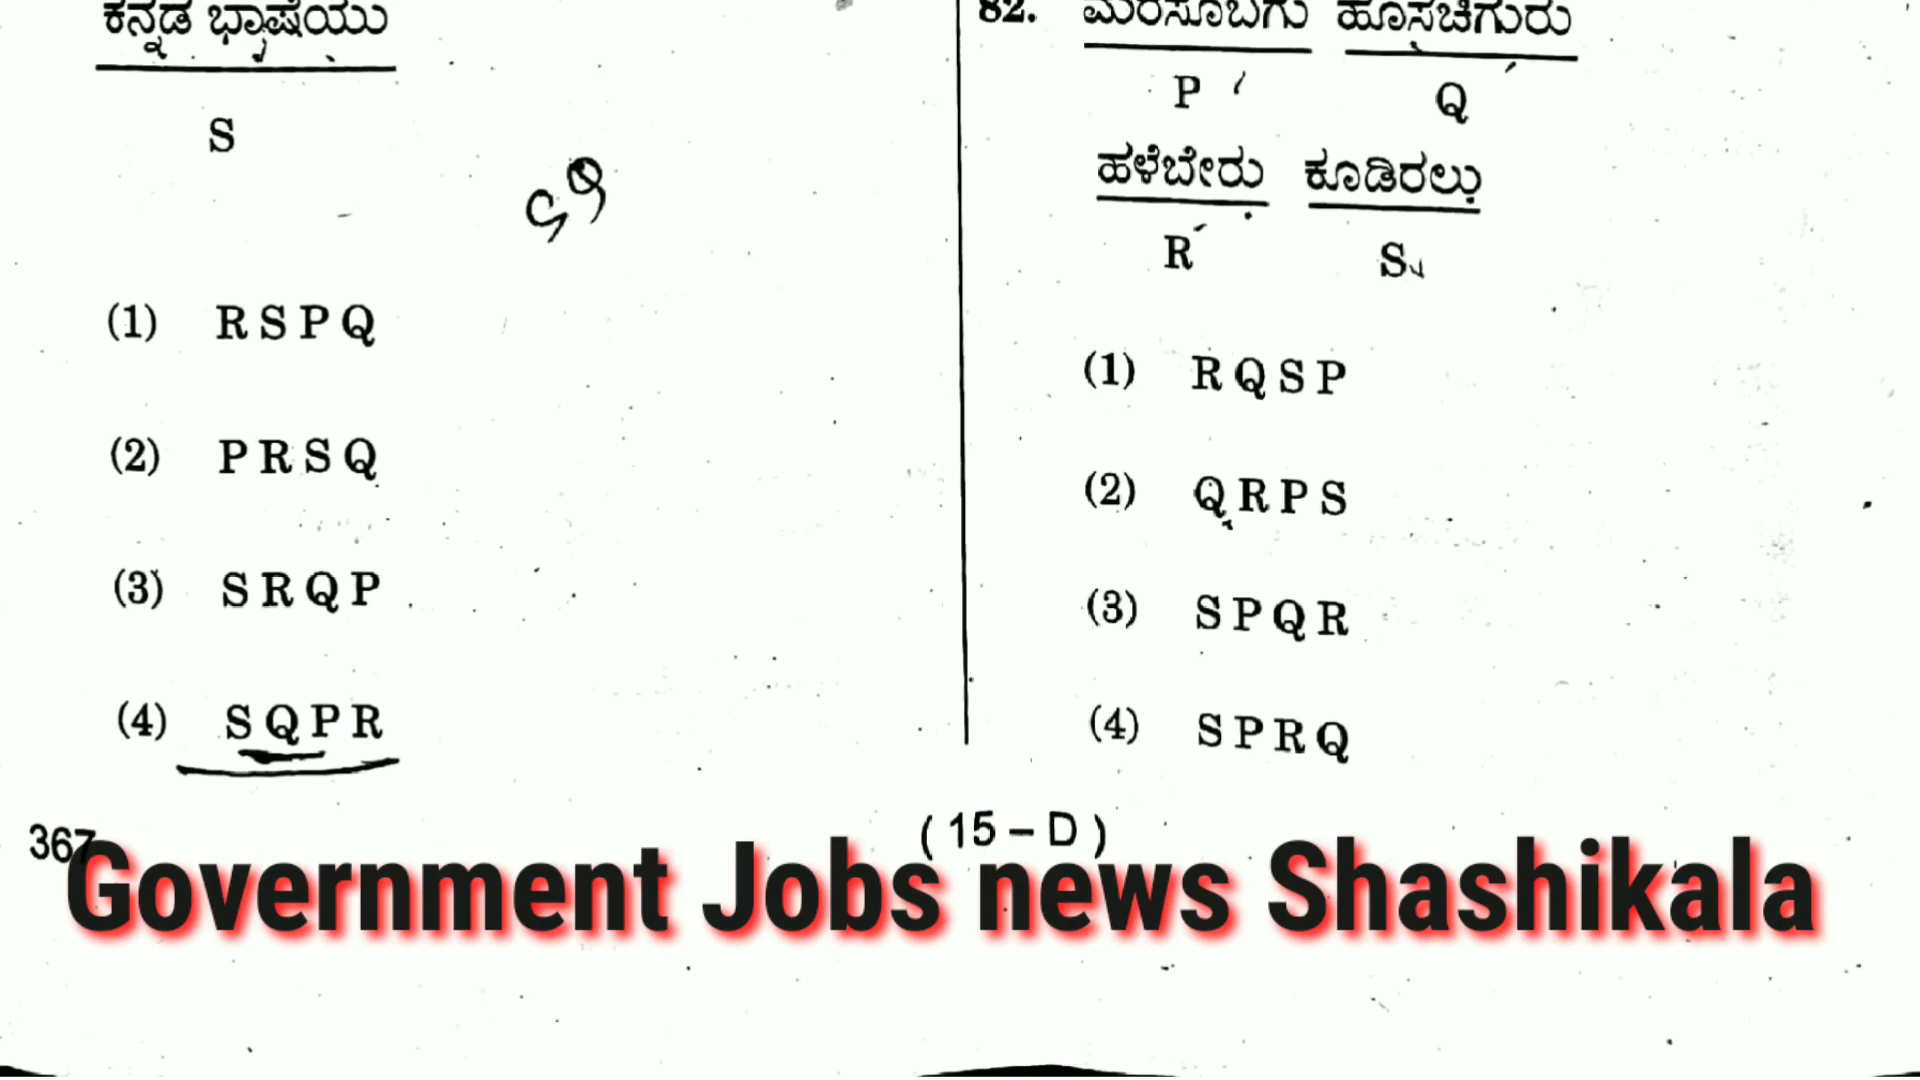 ಕನ್ನಡ ಭಾಷೆಯು
S
(1) R S P Q
(2) P R S Q
(3) S R Q P
(4) S Q P R
82. ಮರಸೊಬಗು ಹೊಸಚಿಗುರು
P Q
ಹಳೆಬೇರು ಕೂಡಿರಲು
R S
(1) R Q S P
(2) Q R P S
(3) S P Q R
(4) S P R Q
367
( 15 – D )
Government Jobs news Shashikala